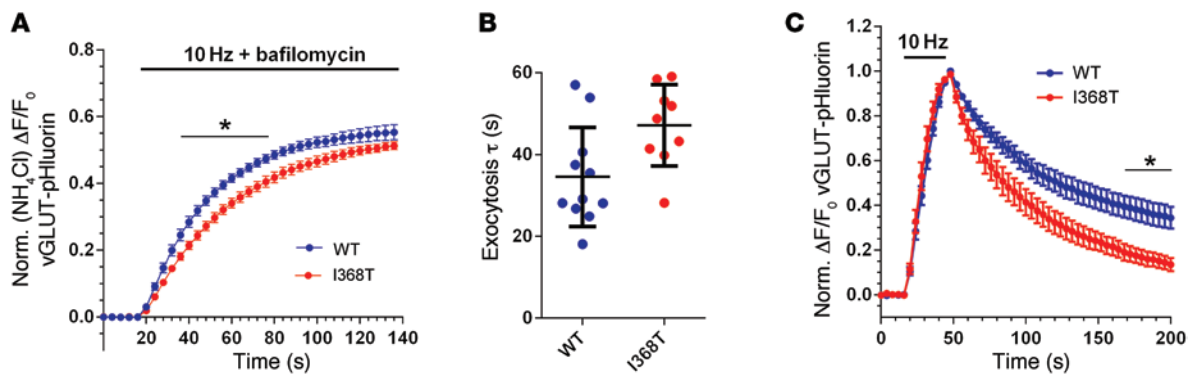 A
10 Hz + bafilomycin
Norm. (NH₄Cl) ΔF/F₀
vGLUT-pHluorin
0.8
0.6
0.4
0.2
0.0
*
WT
I368T
20 40 60 80 100 120 140
Time (s)
B
Exocytosis τ (s)
60
40
20
0
WT
I368T
C
10 Hz
Norm. ΔF/F₀ vGLUT-pHluorin
1.2
1.0
0.8
0.6
0.4
0.2
0.0
WT
I368T
*
0 50 100 150 200
Time (s)